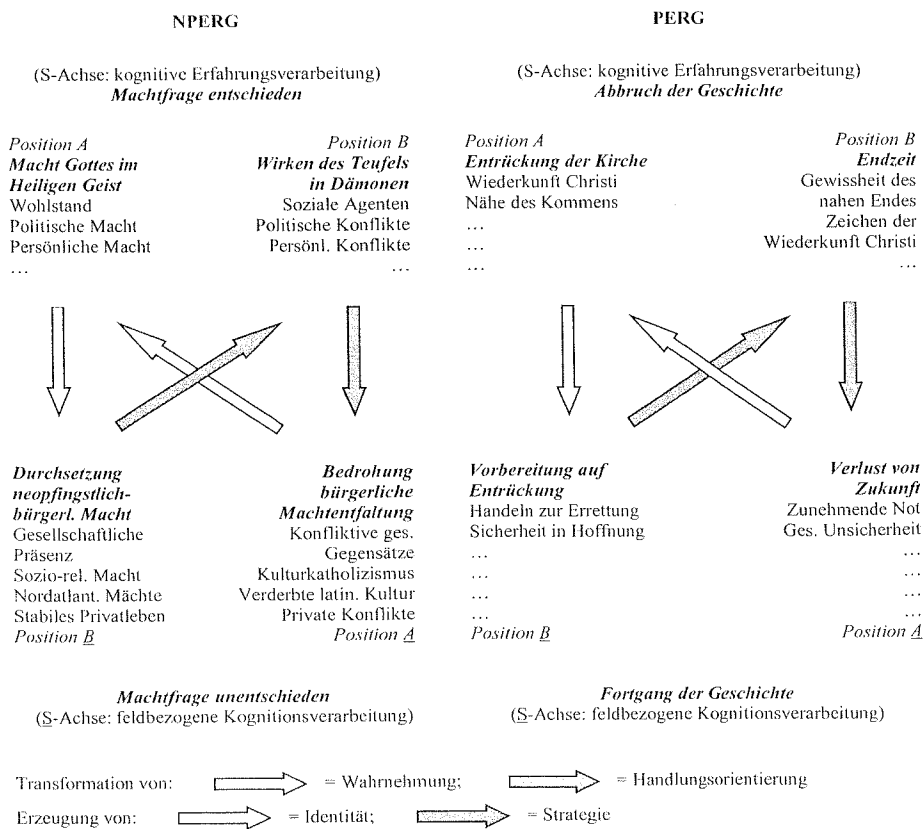 NPERG
(S-Achse: kognitive Erfahrungsverarbeitung)
Machtfrage entschieden
Position A
Macht Gottes im
Heiligen Geist
Wohlstand
Politische Macht
Persönliche Macht
...
Position B
Wirken des Teufels
in Dämonen
Soziale Agenten
Politische Konflikte
Persönl. Konflikte
...
Durchsetzung
neopfingstlich-
bürgerl. Macht
Gesellschaftliche
Präsenz
Sozio-rel. Macht
Nordatlant. Mächte
Stabiles Privatleben
Position B
Bedrohung
bürgerliche
Machtentfaltung
Konfliktive ges.
Gegensätze
Kulturkatholizismus
Verderbte latin. Kultur
Private Konflikte
Position A
Machtfrage unentschieden
(S-Achse: feldbezogene Kognitionsverarbeitung)
PERG
(S-Achse: kognitive Erfahrungsverarbeitung)
Abbruch der Geschichte
Position A
Entrückung der Kirche
Wiederkunft Christi
Nähe des Kommens
...
...
...
Position B
Endzeit
Gewissheit des
nahen Endes
Zeichen der
Wiederkunft Christi
...
Vorbereitung auf
Entrückung
Handeln zur Errettung
Sicherheit in Hoffnung
...
...
...
...
Position B
Verlust von
Zukunft
Zunehmende Not
Ges. Unsicherheit
...
...
...
...
Position A
Fortgang der Geschichte
(S-Achse: feldbezogene Kognitionsverarbeitung)
Transformation von: = Wahrnehmung; = Handlungsorientierung
Erzeugung von: = Identität; = Strategie